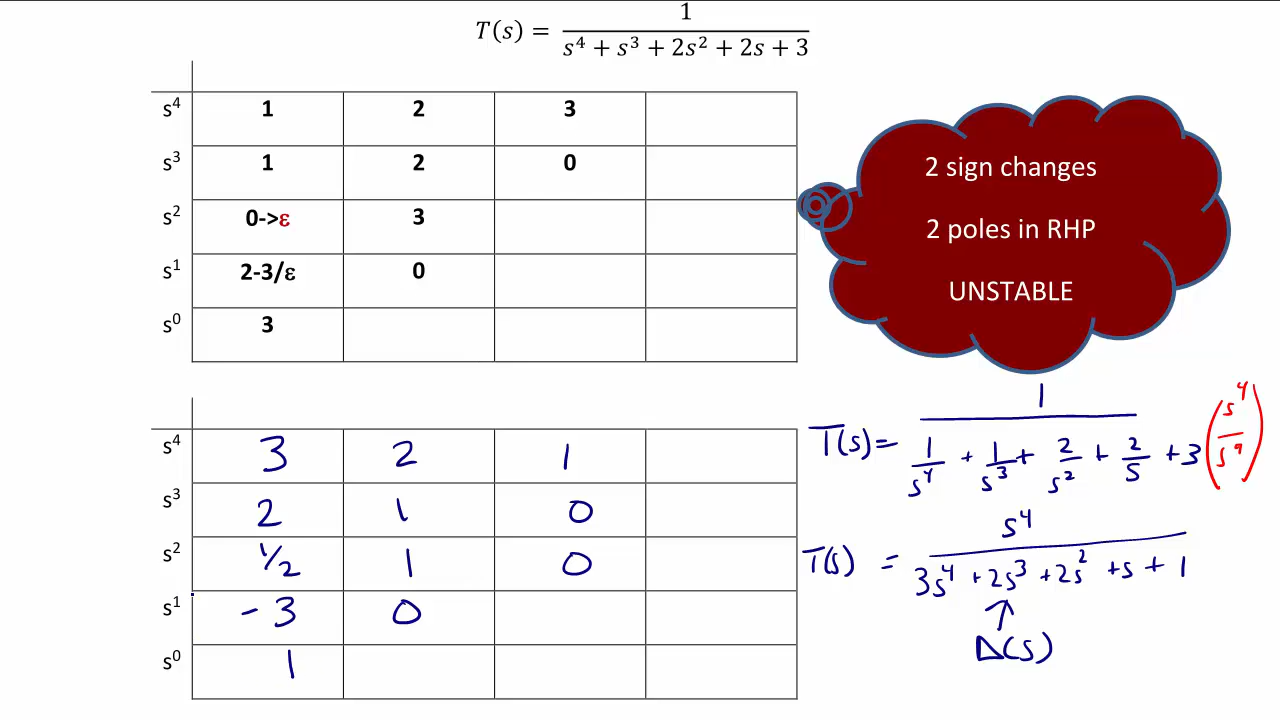 T(s) = 1 / (s⁴ + s³ + 2s² + 2s + 3)
s⁴ 1 2 3
s³ 1 2 0
s² 0->ε 3
s¹ 2-3/ε 0
s⁰ 3
2 sign changes
2 poles in RHP
UNSTABLE
s⁴ 3 2 1
s³ 2 1 0
s² 1/2 1 0
s¹ -3 0
s⁰ 1
T(s) = 1 / (1/s⁴ + 1/s³ + 2/s² + 2/s + 3) (s⁴/s⁴)
T(s) = s⁴ / (3s⁴ + 2s³ + 2s² + s + 1)
↑
Δ(s)